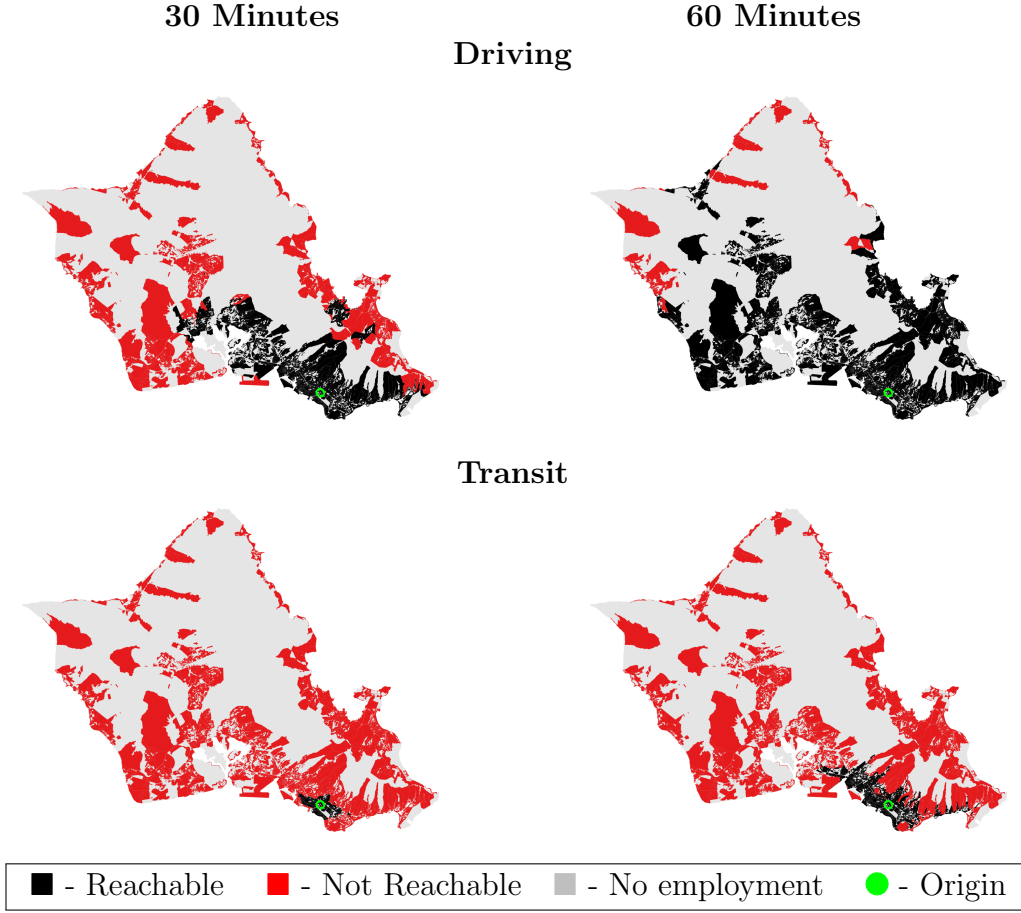 30 Minutes 60 Minutes
Driving
Transit
- Reachable - Not Reachable - No employment - Origin